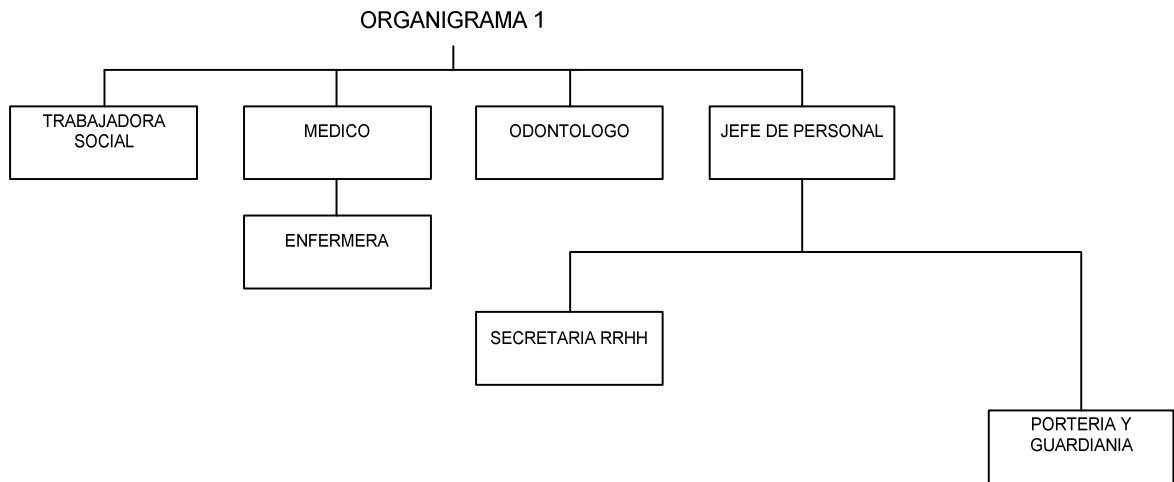 ORGANIGRAMA 1
TRABAJADORA
SOCIAL
MEDICO
ODONTOLOGO
JEFE DE PERSONAL
ENFERMERA
SECRETARIA RRHH
PORTERIA Y
GUARDIANIA